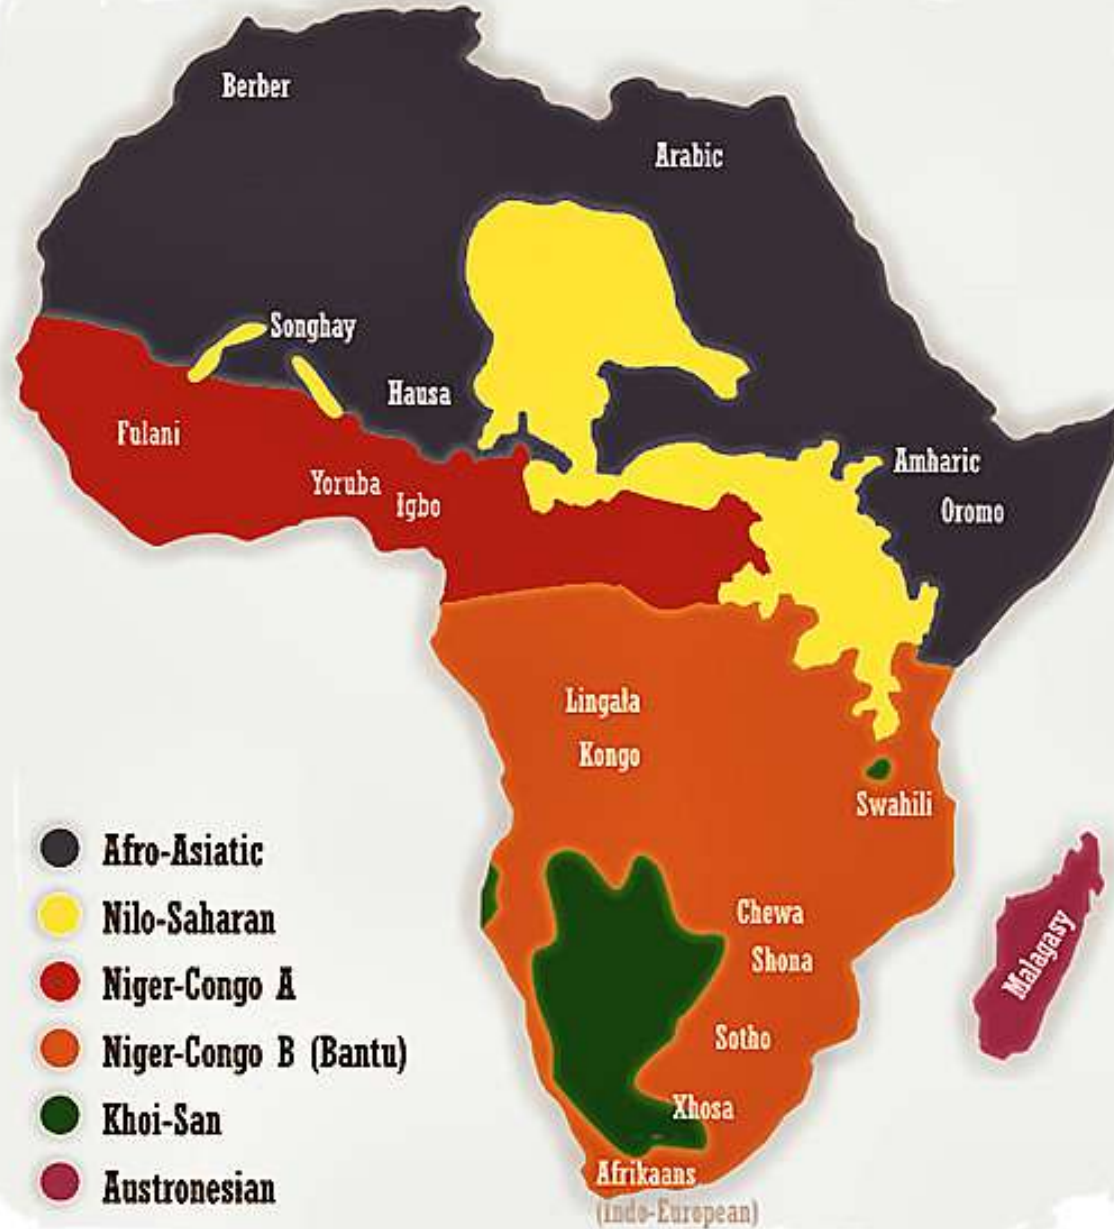 Berber
Arabic
Songhay
Hausa
Fulani
Yoruba
Igbo
Amharic
Oromo
Lingala
Kongo
Swahili
Chewa
Shona
Sotho
Xhosa
Afrikaans
(Indo-European)
Malagasy
Afro-Asiatic
Nilo-Saharan
Niger-Congo A
Niger-Congo B (Bantu)
Khoi-San
Austronesian